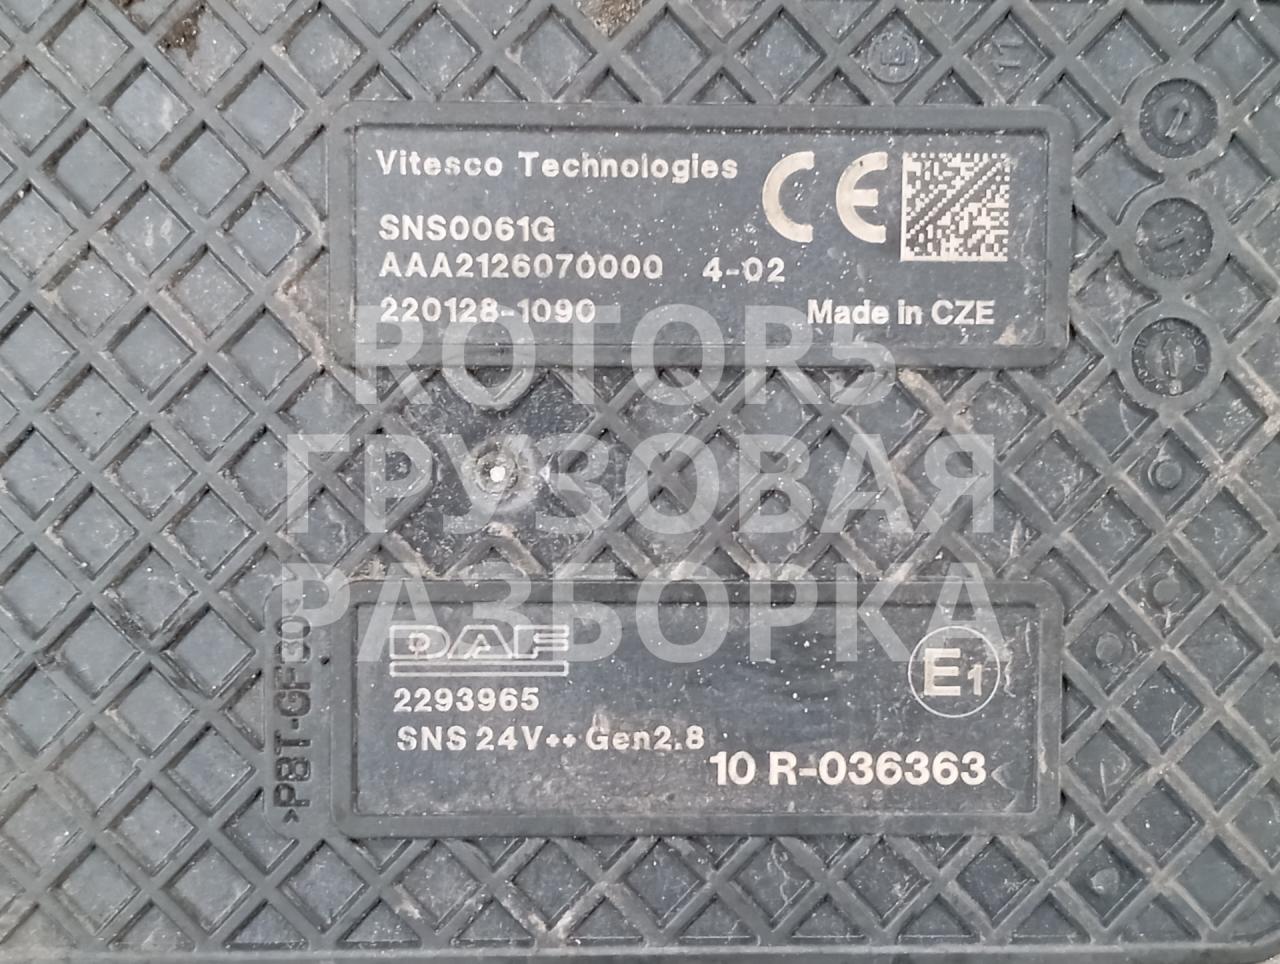 Vitesco Technologies
CE
SNS0061G
AAA2126070000 4-02
220128-1090
Made in CZE
ROTOR5
ГРУЗОВАЯ
РАЗБОРКА
DAF
E1
2293965
SNS 24V++ Gen2.8
10 R-036363
>PBT-GF30<